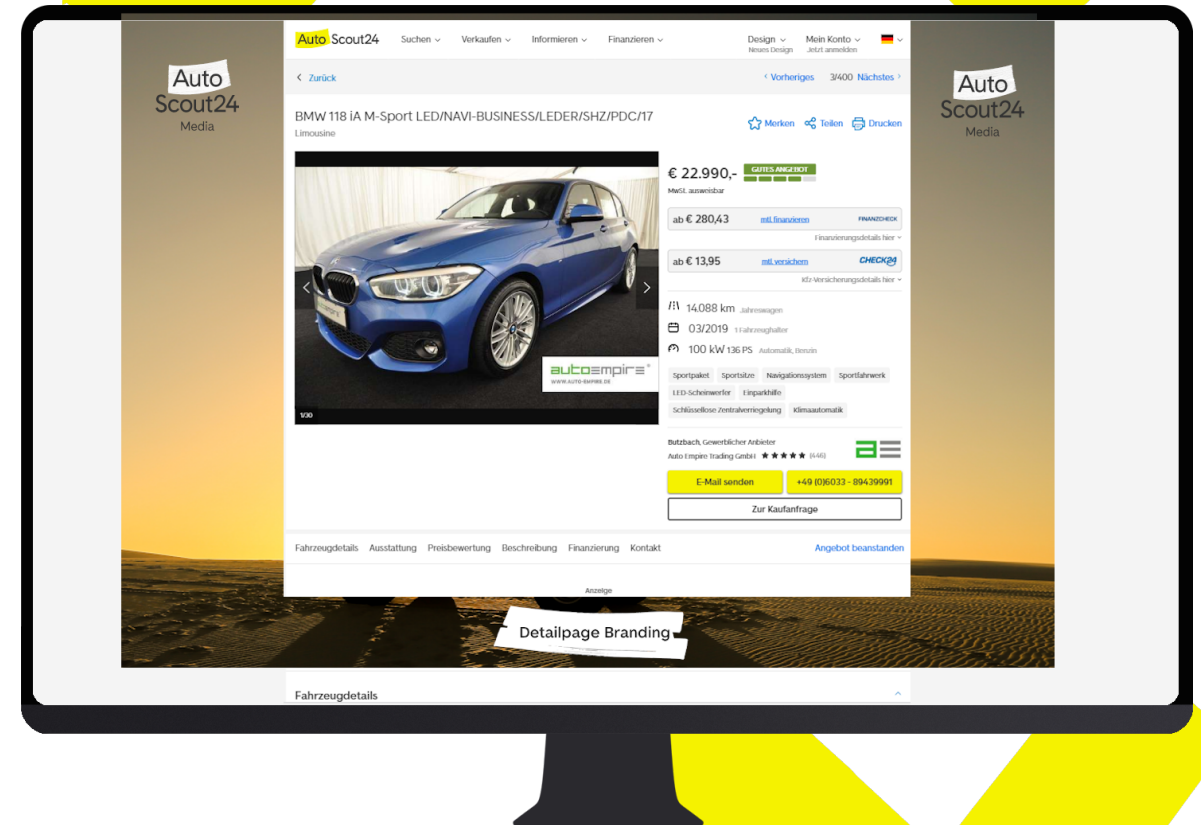 Auto
Scout24
Media
Auto Scout24
Suchen
Verkaufen
Informieren
Finanzieren
Design
Neues Design
Mein Konto
Jetzt anmelden
Zurück
Vorheriges
3/400
Nächstes
BMW 118 iA M-Sport LED/NAVI-BUSINESS/LEDER/SHZ/PDC/17
Limousine
Merken
Teilen
Drucken
Auto
Scout24
Media
autoempire®
WWW.AUTO-EMPIRE.DE
1/30
€ 22.990,-
GUTES ANGEBOT
MwSt. ausweisbar
ab € 280,43
mtl. finanzieren
FINANZCHECK
Finanzierungsdetails hier
ab € 13,95
mtl. versichern
CHECK24
Kfz-Versicherungsdetails hier
14.088 km Jahreswagen
03/2019 1 Fahrzeughalter
100 kW 136 PS Automatik, Benzin
Sportpaket
Sportsitze
Navigationssystem
Sportfahrwerk
LED-Scheinwerfer
Einparkhilfe
Schlüssellose Zentralverriegelung
Klimaautomatik
Butzbach, Gewerblicher Anbieter
Auto Empire Trading GmbH ★★★★★ (446)
E-Mail senden
+49 (0)6033 - 89439991
Zur Kaufanfrage
Fahrzeugdetails
Ausstattung
Preisbewertung
Beschreibung
Finanzierung
Kontakt
Angebot beanstanden
Anzeige
Detailpage Branding
Fahrzeugdetails